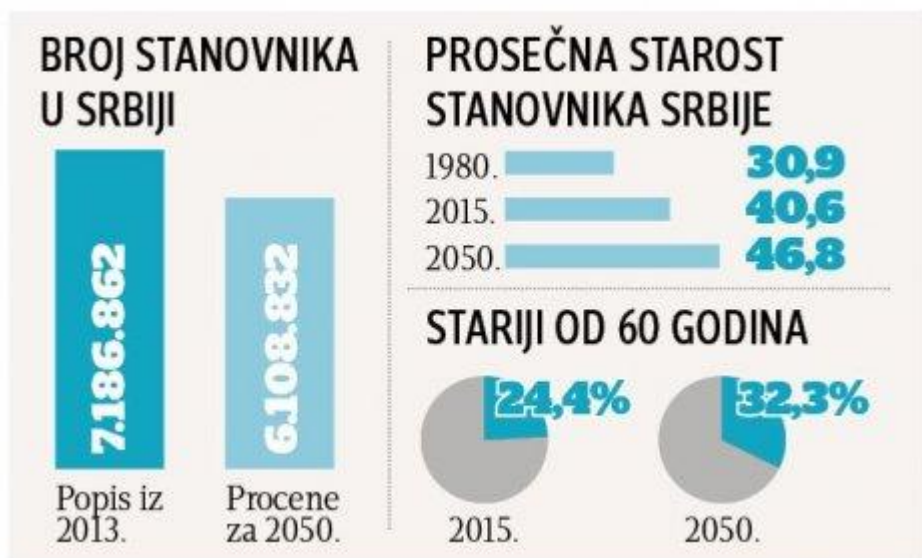 BROJ STANOVNIKA
U SRBIJI
7.186.862
6.108.832
Popis iz
2013.
Procene
za 2050.
PROSEČNA STAROST
STANOVNIKA SRBIJE
1980. 30,9
2015. 40,6
2050. 46,8
STARIJI OD 60 GODINA
24,4%
32,3%
2015.
2050.